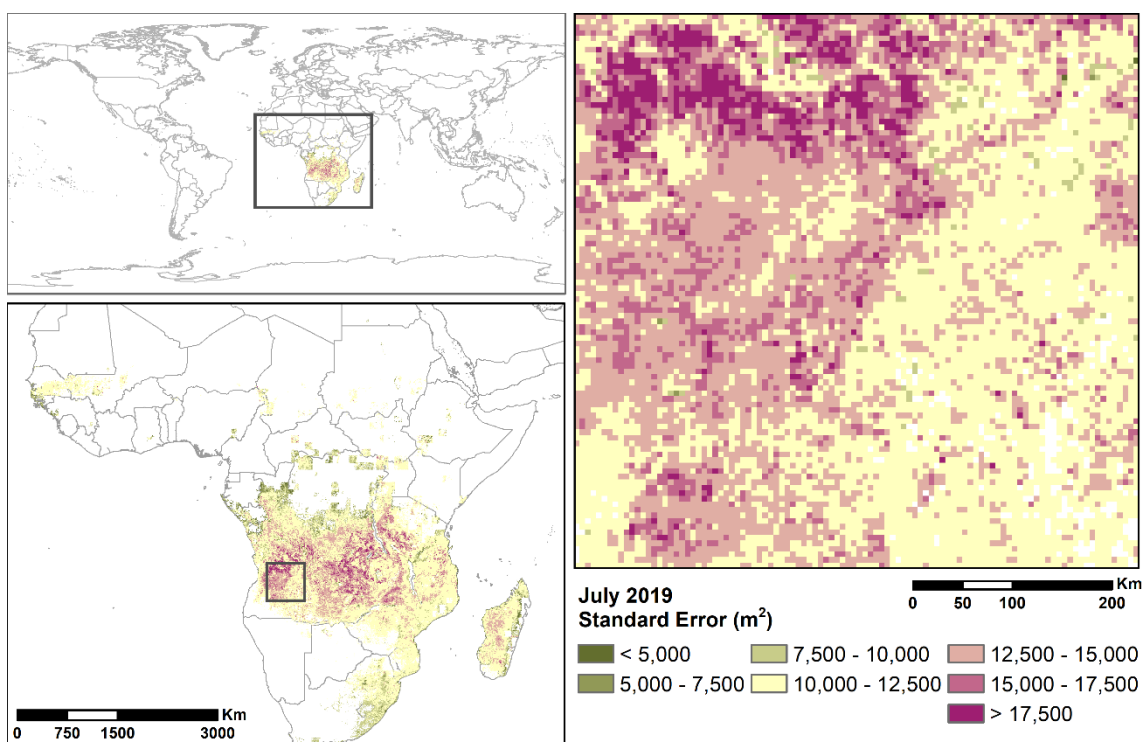 Km
0 750 1500 3000
July 2019
Standard Error (m²)
Km
0 50 100 200
< 5,000
7,500 - 10,000
12,500 - 15,000
5,000 - 7,500
10,000 - 12,500
15,000 - 17,500
> 17,500